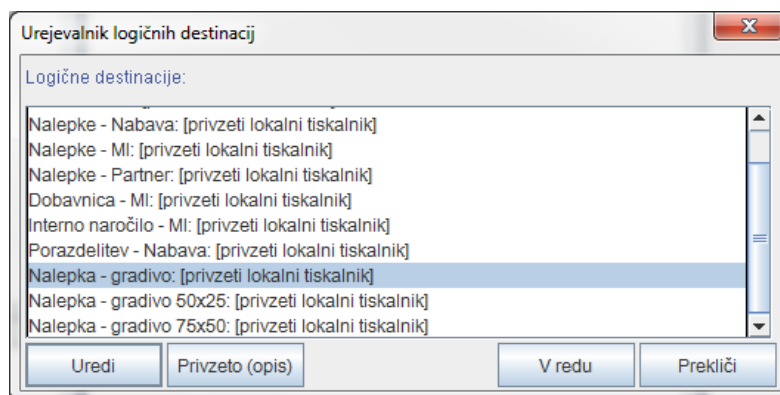 Urejevalnik logičnih destinacij
Logične destinacije:
Nalepke - Nabava: [privzeti lokalni tiskalnik]
Nalepke - MI: [privzeti lokalni tiskalnik]
Nalepke - Partner: [privzeti lokalni tiskalnik]
Dobavnica - MI: [privzeti lokalni tiskalnik]
Interno naročilo - MI: [privzeti lokalni tiskalnik]
Porazdelitev - Nabava: [privzeti lokalni tiskalnik]
Nalepka - gradivo: [privzeti lokalni tiskalnik]
Nalepka - gradivo 50x25: [privzeti lokalni tiskalnik]
Nalepka - gradivo 75x50: [privzeti lokalni tiskalnik]
Uredi Privzeto (opis) V redu Prekliči